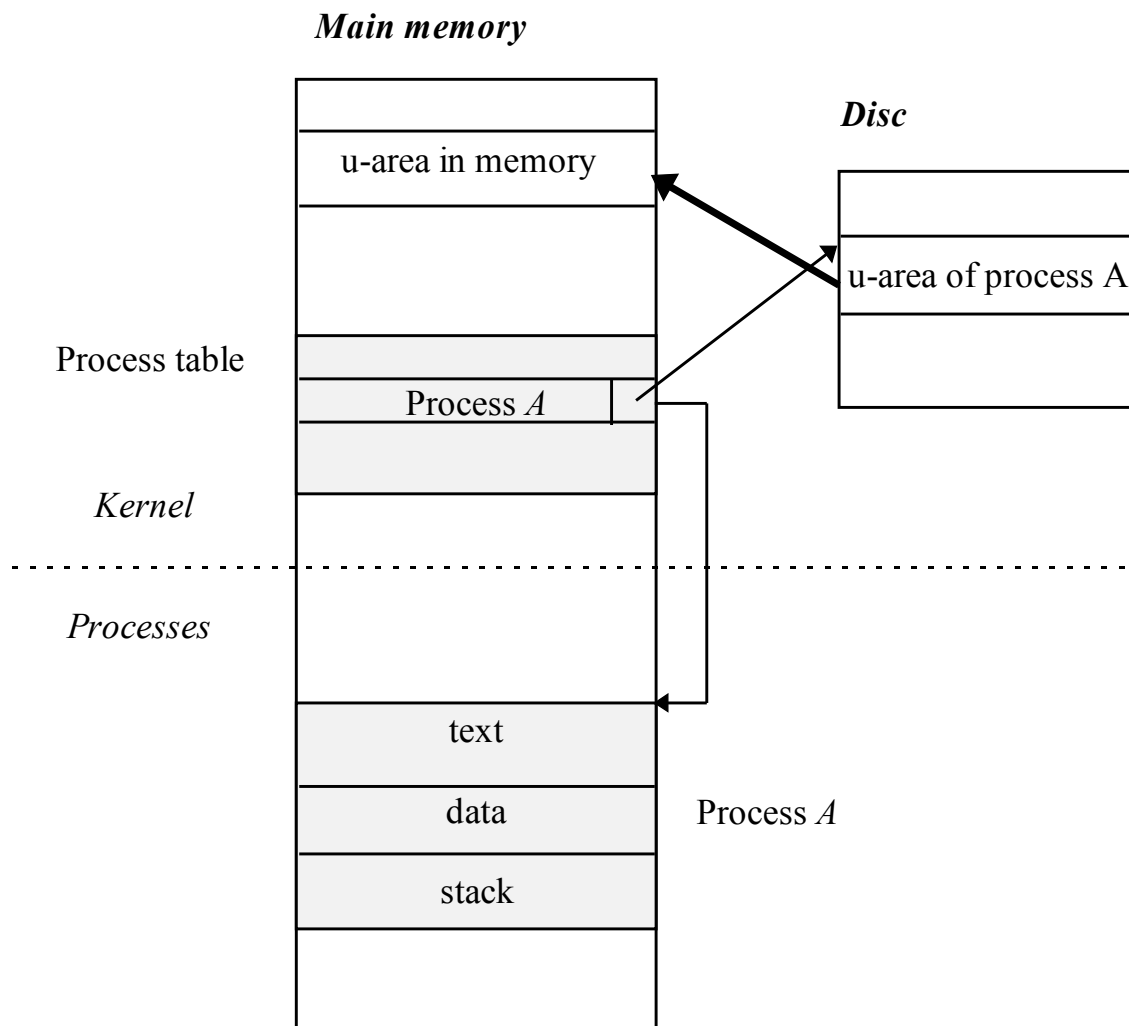 Main memory
Disc
u-area in memory
u-area of process A
Process table
Process A
Kernel
Processes
text
data
Process A
stack